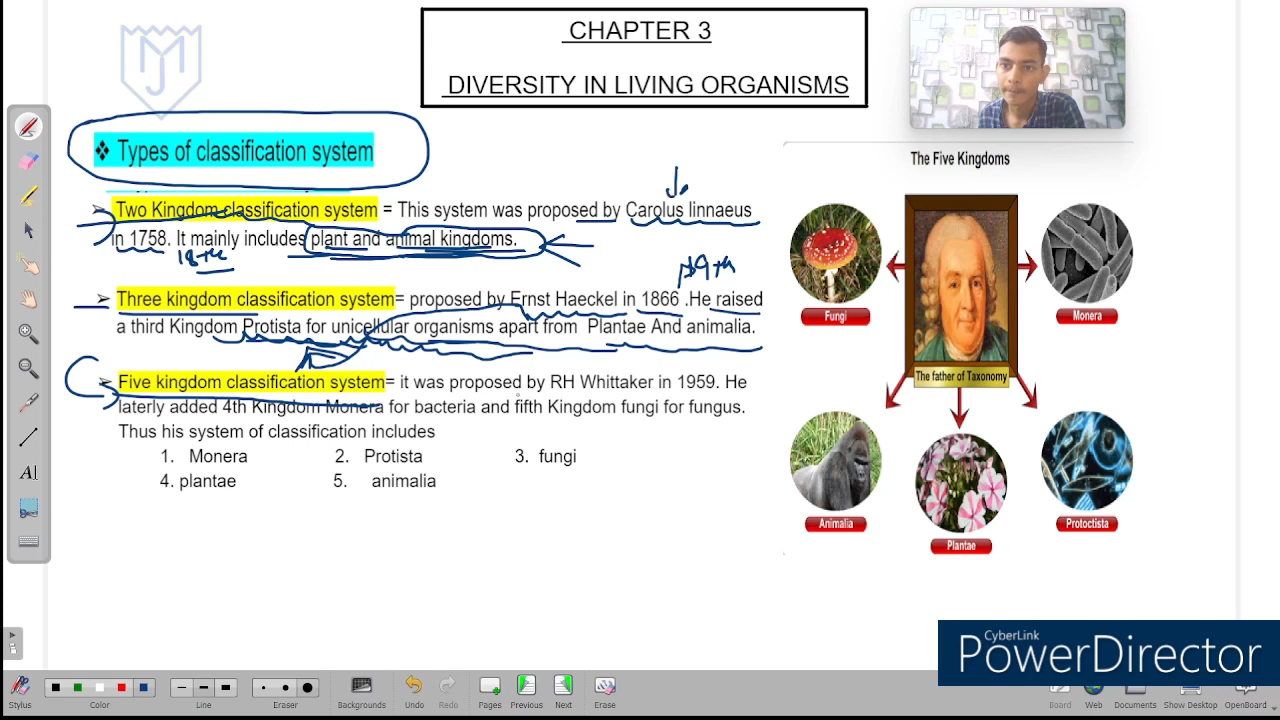 CHAPTER 3
DIVERSITY IN LIVING ORGANISMS
❖ Types of classification system
➢ Two Kingdom classification system = This system was proposed by Carolus linnaeus
in 1758. It mainly includes plant and animal kingdoms.
18th
19th
➢ Three kingdom classification system= proposed by Ernst Haeckel in 1866 .He raised
a third Kingdom Protista for unicellular organisms apart from Plantae And animalia.
➢ Five kingdom classification system= it was proposed by RH Whittaker in 1959. He
laterly added 4th Kingdom Monera for bacteria and fifth Kingdom fungi for fungus.
Thus his system of classification includes
1. Monera 2. Protista 3. fungi
4. plantae 5. animalia
The Five Kingdoms
Fungi
Monera
The father of Taxonomy
Animalia
Plantae
Protoctista
CyberLink
PowerDirector
Styles Color Line Eraser Backgrounds Undo Redo Pages Previous Next Erase Board Web Documents Show Desktop OpenBoard